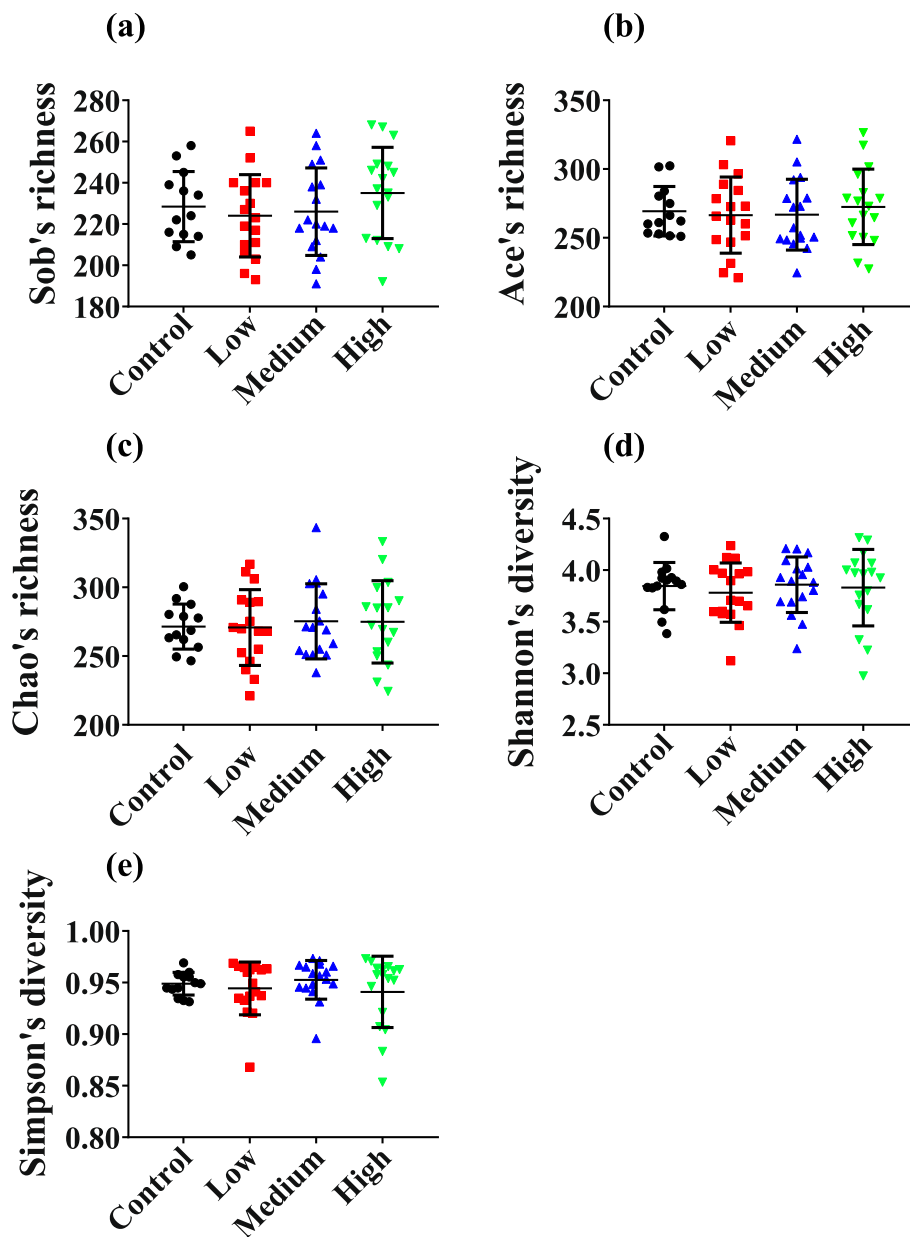 (a)
Sob's richness
280
260
240
220
200
180
Control
Low
Medium
High
(b)
Ace's richness
350
300
250
200
Control
Low
Medium
High
(c)
Chao's richness
350
300
250
200
Control
Low
Medium
High
(d)
Shannon's diversity
4.5
4.0
3.5
3.0
2.5
Control
Low
Medium
High
(e)
Simpson's diversity
1.00
0.95
0.90
0.85
0.80
Control
Low
Medium
High